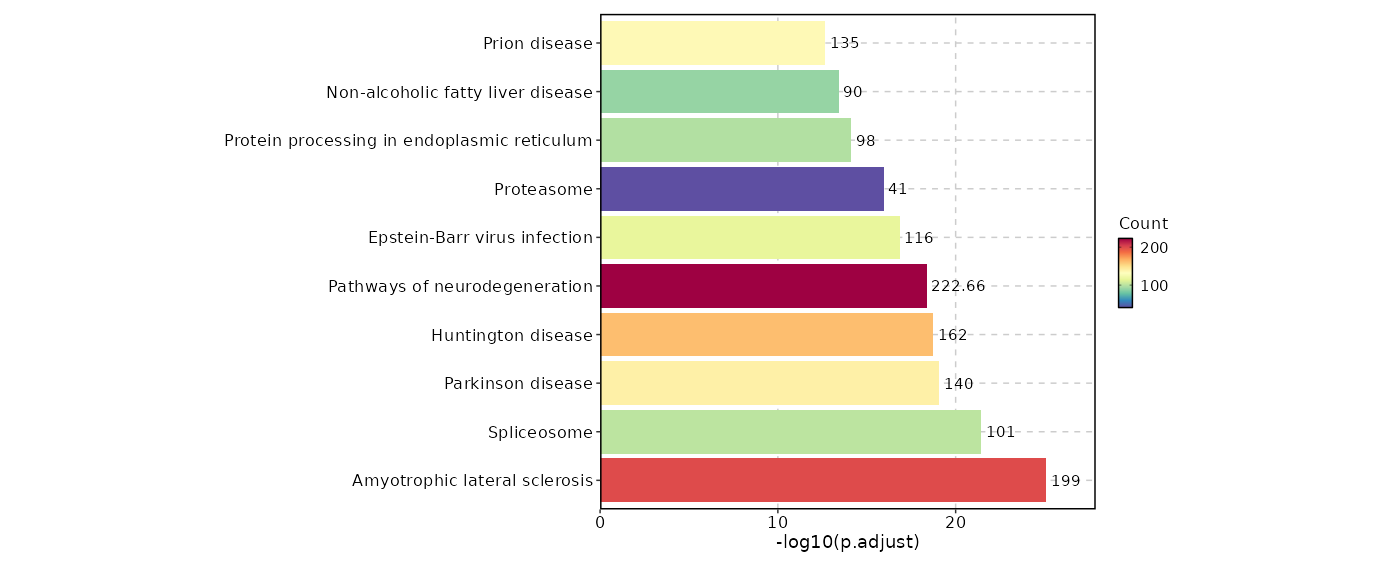 Prion disease 135
Non-alcoholic fatty liver disease 90
Protein processing in endoplasmic reticulum 98
Proteasome 41
Epstein-Barr virus infection 116
Pathways of neurodegeneration 222.66
Huntington disease 162
Parkinson disease 140
Spliceosome 101
Amyotrophic lateral sclerosis 199
0 10 20
-log10(p.adjust)
Count
200
100